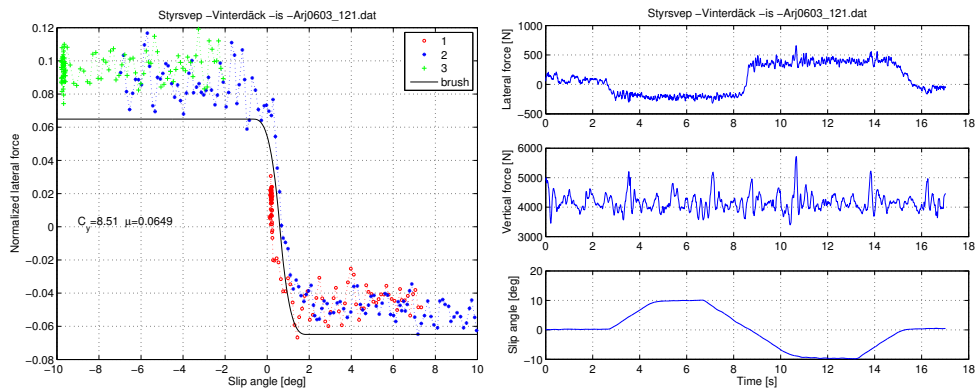 Styrsvep −Vinterdäck −is −Arj0603_121.dat
0.12
0.1
0.08
0.06
0.04
0.02
0
−0.02
−0.04
−0.06
−0.08
Normalized lateral force
1
2
3
brush
C_y=8.51 μ=0.0649
−10 −8 −6 −4 −2 0 2 4 6 8 10
Slip angle [deg]
Styrsvep −Vinterdäck −is −Arj0603_121.dat
Lateral force [N]
1000
500
0
−500
0 2 4 6 8 10 12 14 16 18
Vertical force [N]
6000
5000
4000
3000
0 2 4 6 8 10 12 14 16 18
Slip angle [deg]
20
10
0
−10
0 2 4 6 8 10 12 14 16 18
Time [s]